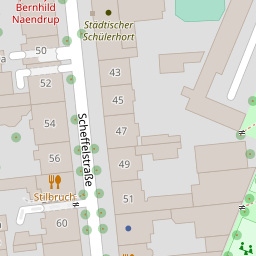 Bernhild
Naendrup
Städtischer
Schülerhort
50
43
52
45
54
47
Scheffelstraße
56
49
Stilbruch
51
60
a